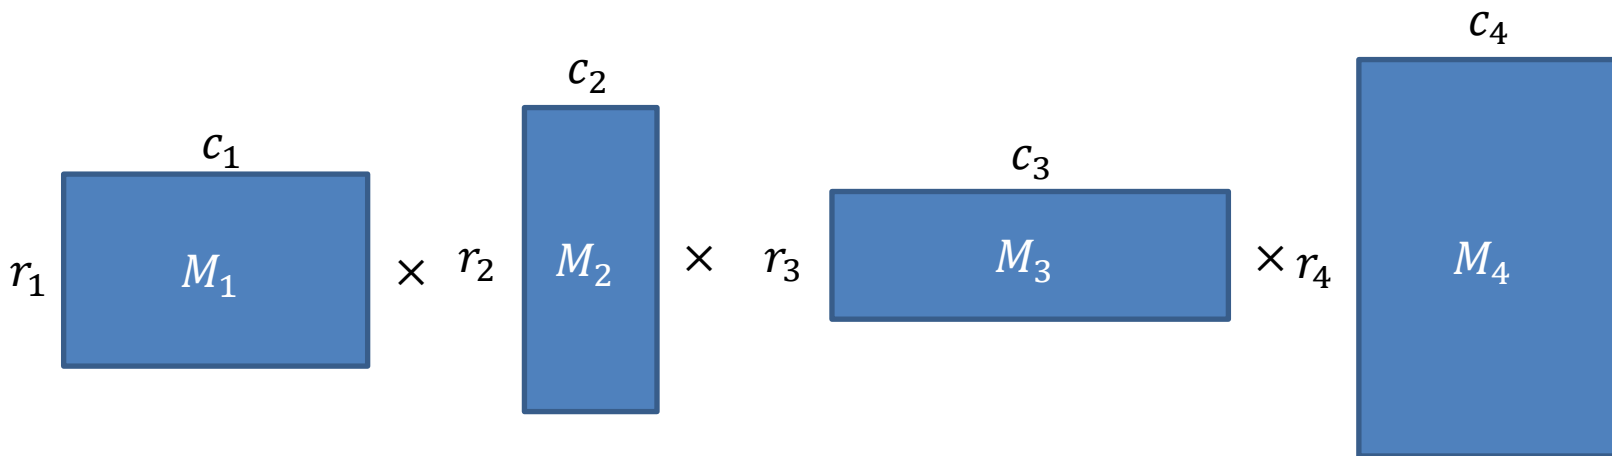 c₁ c₂ c₃ c₄
r₁ M₁ × r₂ M₂ × r₃ M₃ × r₄ M₄